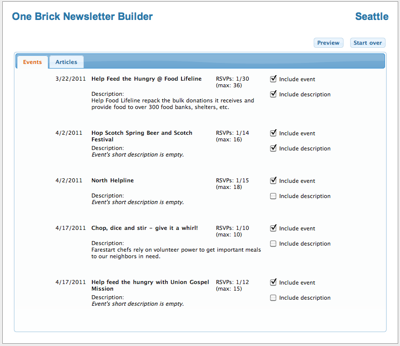 One Brick Newsletter Builder
Seattle
Preview
Start over
Events
Articles
3/22/2011 Help Feed the Hungry @ Food Lifeline RSVPs: 1/30 Include event
(max: 36)
Description: Include description
Help Food Lifeline repack the bulk donations it receives and
provide food to over 300 food banks, shelters, etc.
4/2/2011 Hop Scotch Spring Beer and Scotch RSVPs: 1/14 Include event
Festival (max: 16)
Description: Include description
Event's short description is empty.
4/2/2011 North Helpline RSVPs: 1/15 Include event
(max: 18)
Description: Include description
Event's short description is empty.
4/17/2011 Chop, dice and stir - give it a whirl! RSVPs: 1/10 Include event
(max: 10)
Description: Include description
Farestart chefs rely on volunteer power to get important meals
to our neighbors in need.
4/17/2011 Help feed the hungry with Union Gospel RSVPs: 1/12 Include event
Mission (max: 15)
Description: Include description
Event's short description is empty.